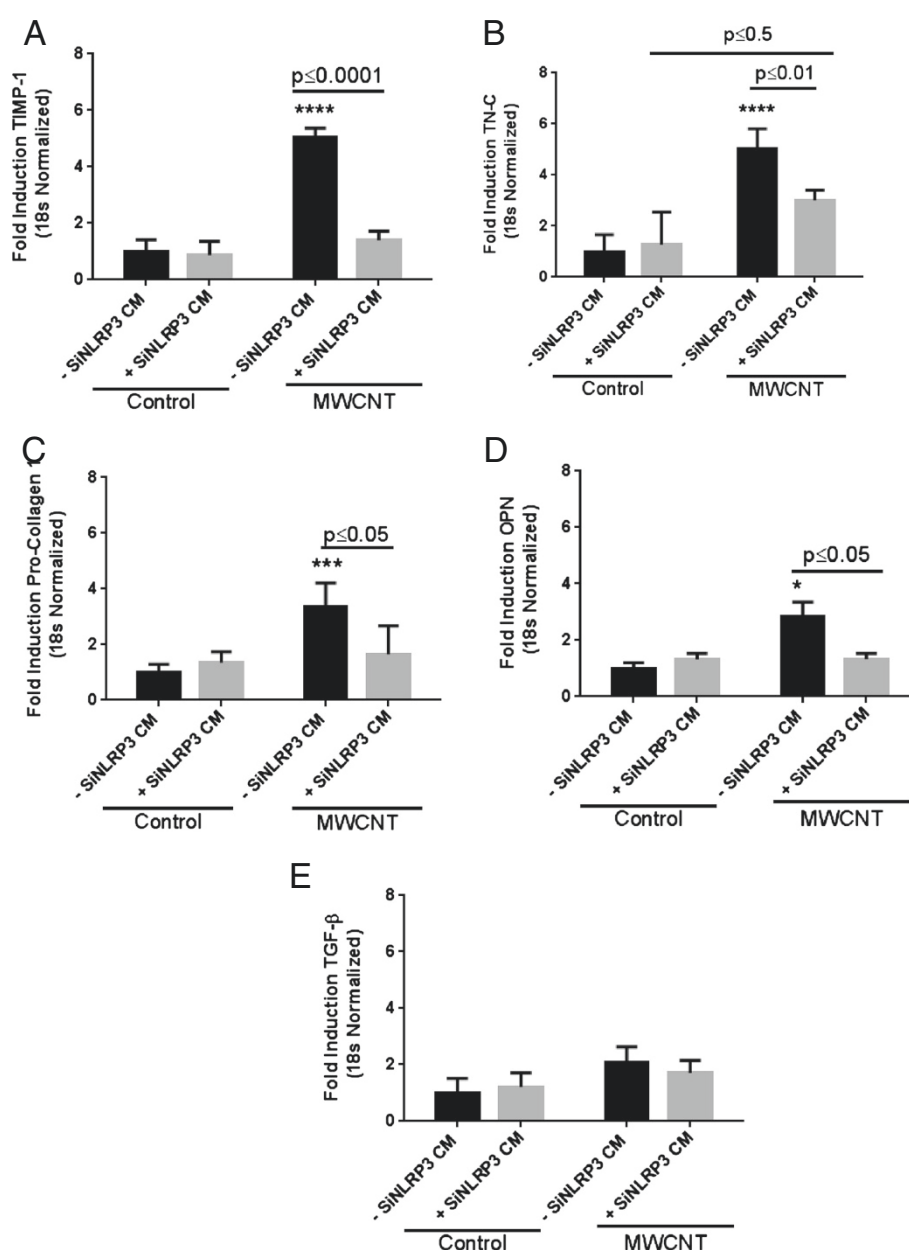 A
Fold Induction TIMP-1
(18s Normalized)
8
6
4
2
0
p≤0.0001
****
- SiNLRP3 CM
+ SiNLRP3 CM
- SiNLRP3 CM
+ SiNLRP3 CM
Control
MWCNT
B
Fold Induction TN-C
(18S Normalized)
8
6
4
2
0
p≤0.5
p≤0.01
****
- SiNLRP3 CM
+ SiNLRP3 CM
- SiNLRP3 CM
+ SiNLRP3 CM
Control
MWCNT
C
Fold Induction Pro-Collagen 1
(18s Normalized)
8
6
4
2
0
p≤0.05
***
- SiNLRP3 CM
+ SiNLRP3 CM
- SiNLRP3 CM
+ SiNLRP3 CM
Control
MWCNT
D
Fold Induction OPN
(18S Normalized)
8
6
4
2
0
p≤0.05
*
- SiNLRP3 CM
+ SiNLRP3 CM
- SiNLRP3 CM
+ SiNLRP3 CM
Control
MWCNT
E
Fold Induction TGF-β
(18S Normalized)
8
6
4
2
0
- SiNLRP3 CM
+ SiNLRP3 CM
- SiNLRP3 CM
+ SiNLRP3 CM
Control
MWCNT